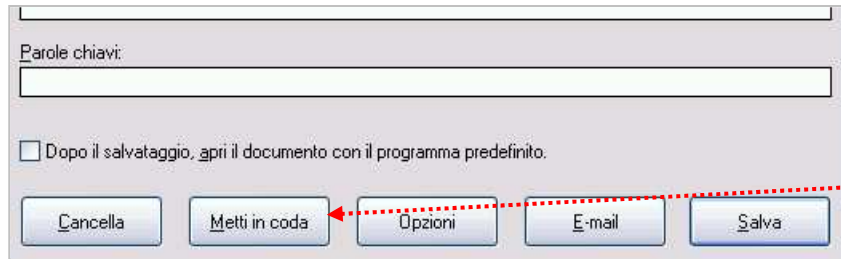 Parole chiavi:
Dopo il salvataggio, apri il documento con il programma predefinito.
Cancella Metti in coda Opzioni E-mail Salva